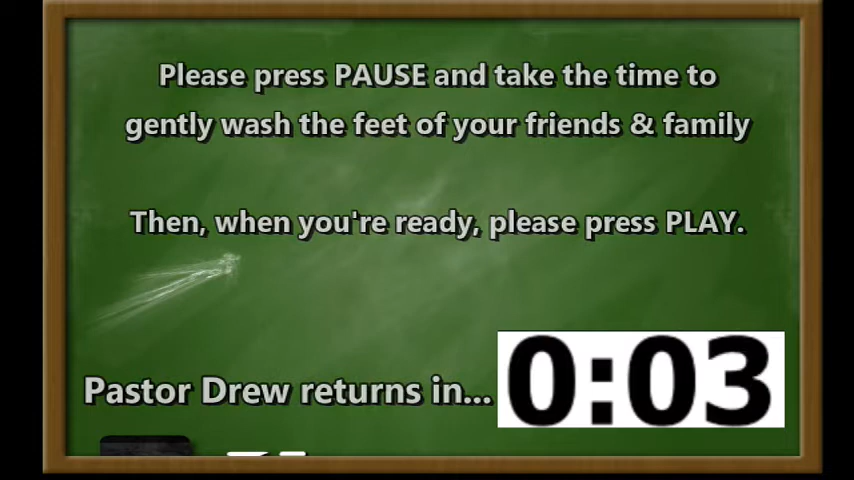 Please press PAUSE and take the time to
gently wash the feet of your friends & family
Then, when you're ready, please press PLAY.
Pastor Drew returns in... 0:03